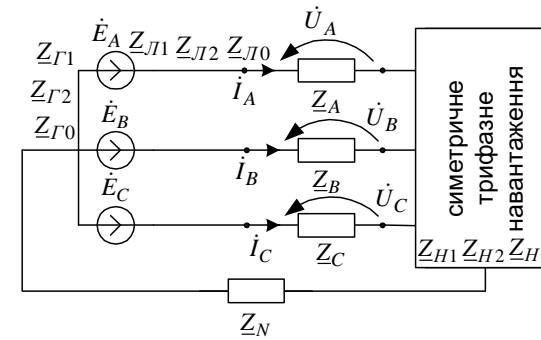 U̇_A
Ė_A
Z_Г1 Z_Л1 Z_Л2 Z_Л0
İ_A Z_A
Z_Г2
Z_Г0 Ė_B U̇_B
İ_B Z_B
Ė_C U̇_C
İ_C Z_C
симетричне
трифазне
навантаження
Z_Н1 Z_Н2 Z_Н
Z_N